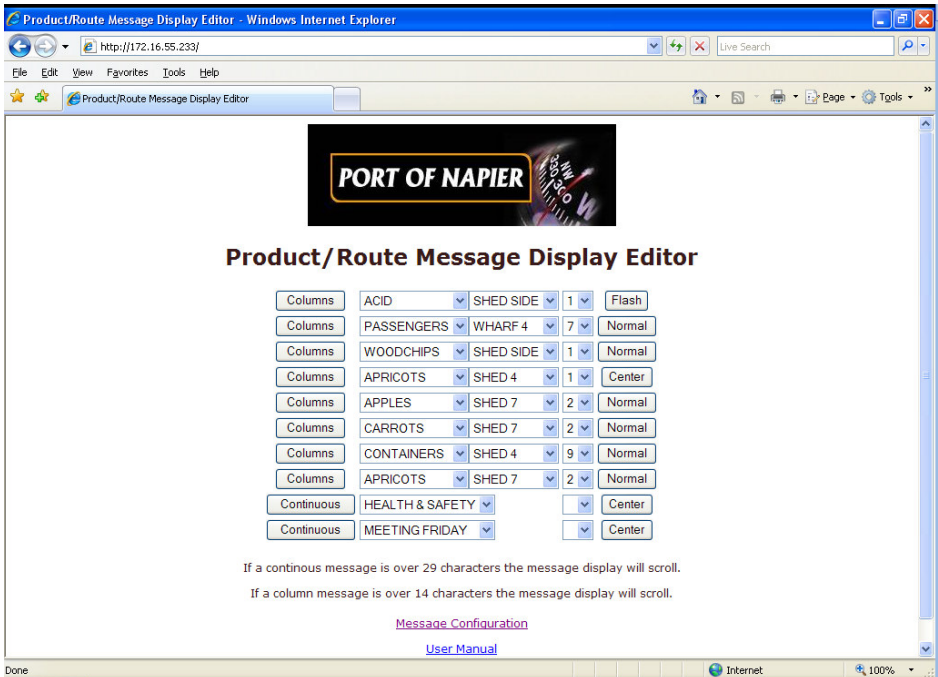 Product/Route Message Display Editor - Windows Internet Explorer
http://172.16.55.233/
Live Search
File Edit View Favorites Tools Help
Product/Route Message Display Editor
Page Tools
PORT OF NAPIER
330 300 NW W
Product/Route Message Display Editor
Columns ACID SHED SIDE 1 Flash
Columns PASSENGERS WHARF 4 7 Normal
Columns WOODCHIPS SHED SIDE 1 Normal
Columns APRICOTS SHED 4 1 Center
Columns APPLES SHED 7 2 Normal
Columns CARROTS SHED 7 2 Normal
Columns CONTAINERS SHED 4 9 Normal
Columns APRICOTS SHED 7 2 Normal
Continuous HEALTH & SAFETY Center
Continuous MEETING FRIDAY Center
If a continous message is over 29 characters the message display will scroll.
If a column message is over 14 characters the message display will scroll.
Message Configuration
User Manual
Done Internet 100%